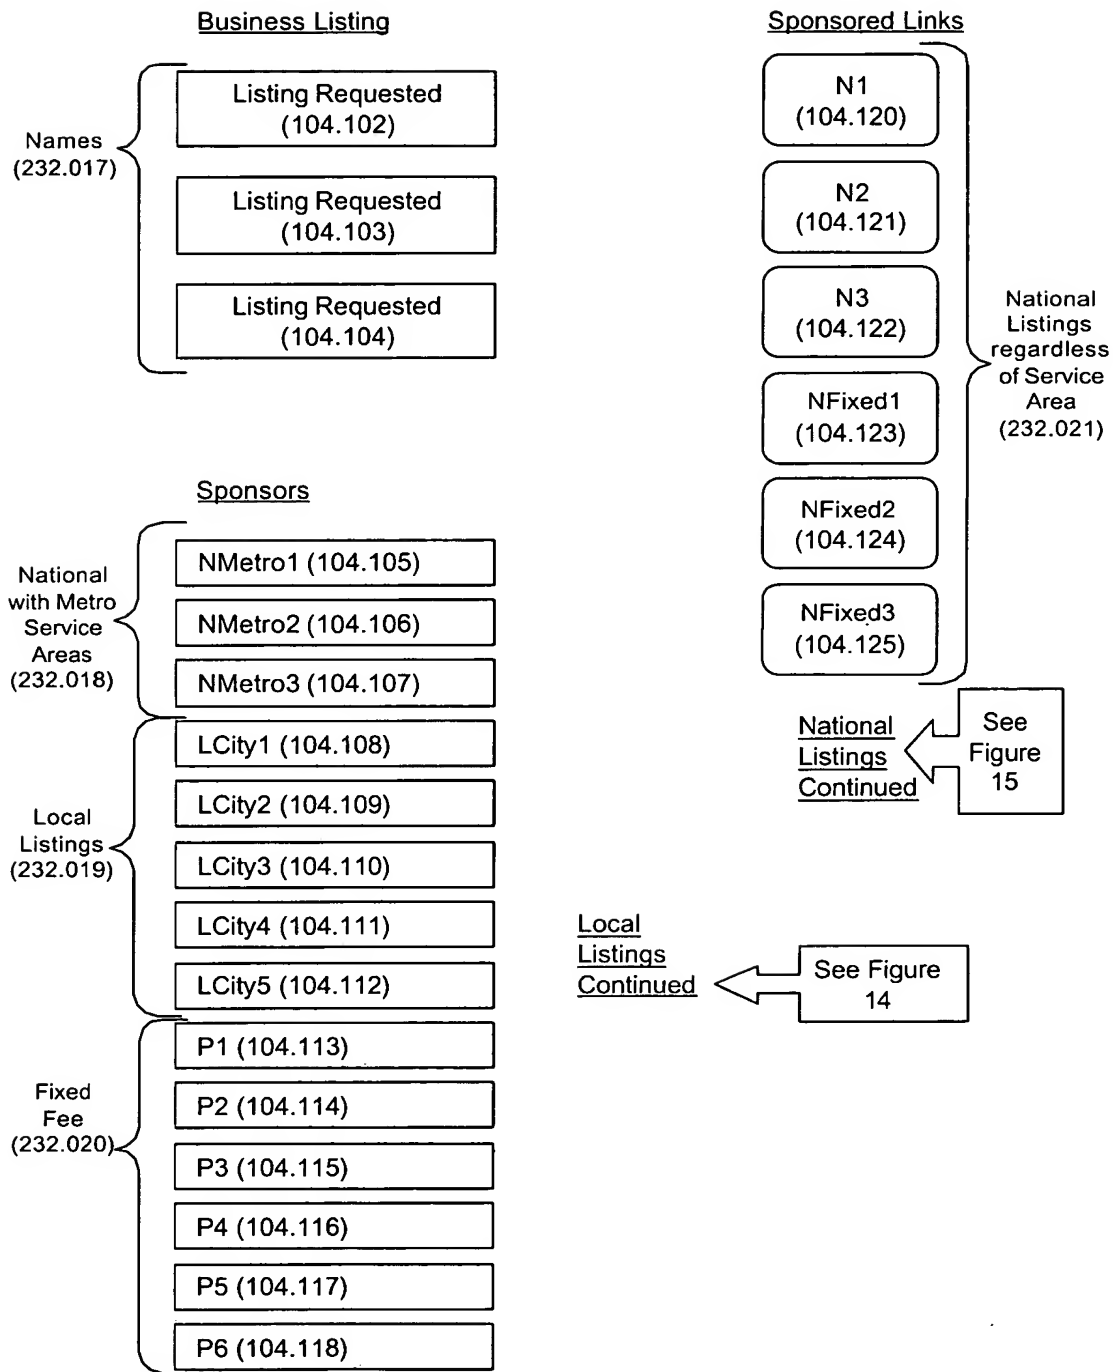 Business Listing
Names
(232.017)
Listing Requested
(104.102)
Listing Requested
(104.103)
Listing Requested
(104.104)
Sponsors
National
with Metro
Service
Areas
(232.018)
NMetro1 (104.105)
NMetro2 (104.106)
NMetro3 (104.107)
Local
Listings
(232.019)
LCity1 (104.108)
LCity2 (104.109)
LCity3 (104.110)
LCity4 (104.111)
LCity5 (104.112)
Fixed
Fee
(232.020)
P1 (104.113)
P2 (104.114)
P3 (104.115)
P4 (104.116)
P5 (104.117)
P6 (104.118)
Sponsored Links
N1
(104.120)
N2
(104.121)
N3
(104.122)
NFixed1
(104.123)
NFixed2
(104.124)
NFixed3
(104.125)
National
Listings
regardless
of Service
Area
(232.021)
National
Listings
Continued
See
Figure
15
Local
Listings
Continued
See Figure
14